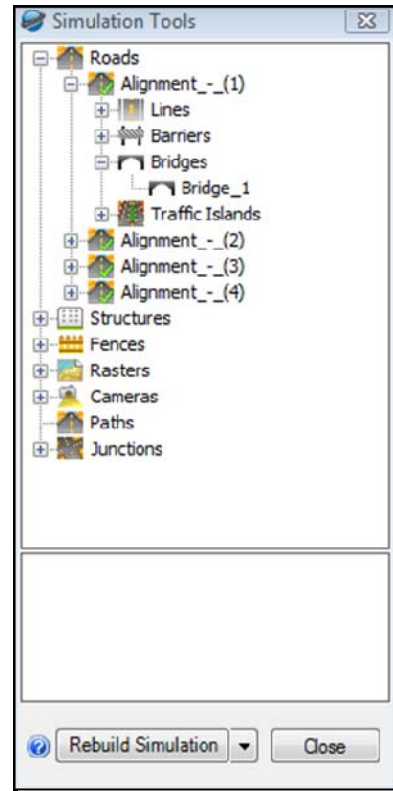 Simulation Tools
Roads
Alignment_-_(1)
Lines
Barriers
Bridges
Bridge_1
Traffic Islands
Alignment_-_(2)
Alignment_-_(3)
Alignment_-_(4)
Structures
Fences
Rasters
Cameras
Paths
Junctions
Rebuild Simulation
Close